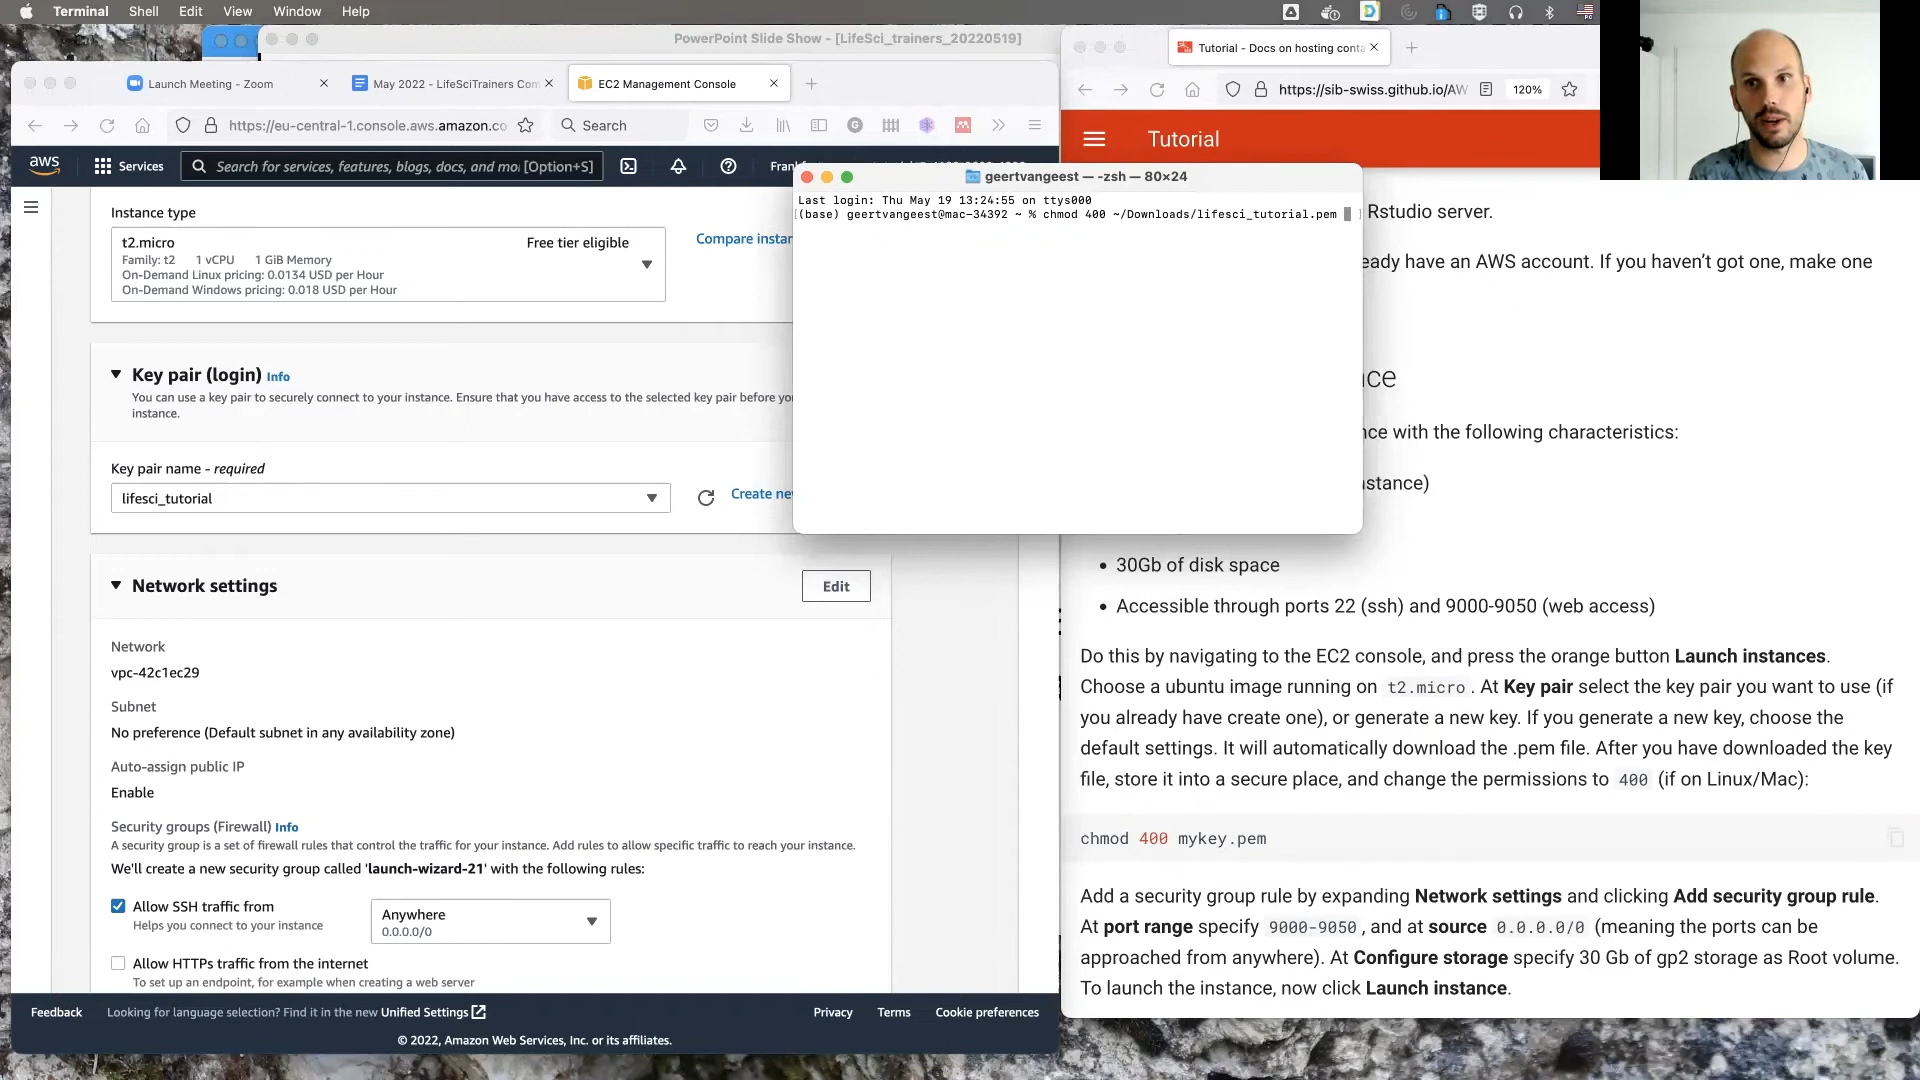 Terminal Shell Edit View Window Help
PowerPoint Slide Show - [LifeSci_trainers_20220519]
Launch Meeting - Zoom
May 2022 - LifeSciTrainers Com
EC2 Management Console
https://eu-central-1.console.aws.amazon.co
Search
aws
Services
Search for services, features, blogs, docs, and mo [Option+S]
Instance type
t2.micro
Free tier eligible
Family: t2 1 vCPU 1 GiB Memory
On-Demand Linux pricing: 0.0134 USD per Hour
On-Demand Windows pricing: 0.018 USD per Hour
Compare instan
Key pair (login) Info
You can use a key pair to securely connect to your instance. Ensure that you have access to the selected key pair before yo
instance.
Key pair name - required
lifesci_tutorial
Create ne
Network settings
Edit
Network
vpc-42c1ec29
Subnet
No preference (Default subnet in any availability zone)
Auto-assign public IP
Enable
Security groups (Firewall) Info
A security group is a set of firewall rules that control the traffic for your instance. Add rules to allow specific traffic to reach your instance.
We'll create a new security group called 'launch-wizard-21' with the following rules:
Allow SSH traffic from
Helps you connect to your instance
Anywhere
0.0.0.0/0
Allow HTTPs traffic from the internet
To set up an endpoint, for example when creating a web server
Feedback
Looking for language selection? Find it in the new Unified Settings
Privacy Terms Cookie preferences
© 2022, Amazon Web Services, Inc. or its affiliates.
geertvangeest — -zsh — 80×24
Last login: Thu May 19 13:24:55 on ttys000
(base) geertvangeest@mac-34392 ~ % chmod 400 ~/Downloads/lifesci_tutorial.pem
Tutorial - Docs on hosting conta
https://sib-swiss.github.io/AW
120%
Tutorial
Rstudio server.
eady have an AWS account. If you haven't got one, make one
ce
nce with the following characteristics:
stance)
• 30Gb of disk space
• Accessible through ports 22 (ssh) and 9000-9050 (web access)
Do this by navigating to the EC2 console, and press the orange button Launch instances.
Choose a ubuntu image running on t2.micro. At Key pair select the key pair you want to use (if
you already have create one), or generate a new key. If you generate a new key, choose the
default settings. It will automatically download the .pem file. After you have downloaded the key
file, store it into a secure place, and change the permissions to 400 (if on Linux/Mac):
chmod 400 mykey.pem
Add a security group rule by expanding Network settings and clicking Add security group rule.
At port range specify 9000-9050, and at source 0.0.0.0/0 (meaning the ports can be
approached from anywhere). At Configure storage specify 30 Gb of gp2 storage as Root volume.
To launch the instance, now click Launch instance.